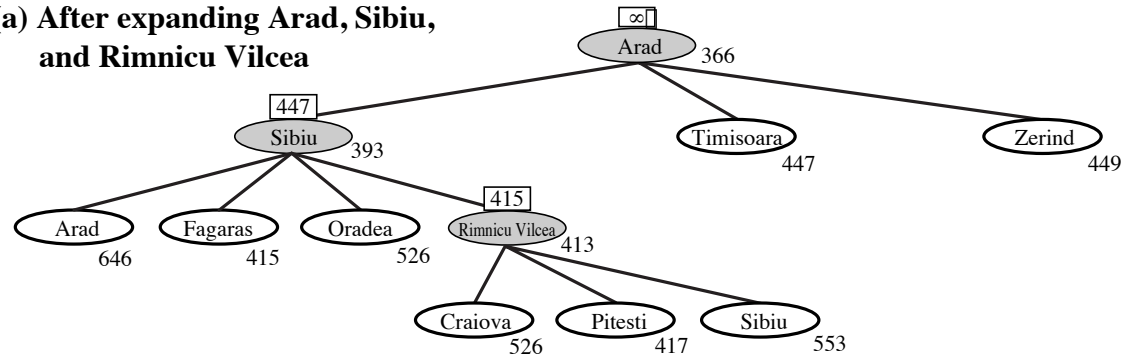 (a) After expanding Arad, Sibiu,
and Rimnicu Vilcea
∞
Arad
366
447
Sibiu
393
Timisoara
447
Zerind
449
Arad
646
Fagaras
415
Oradea
526
415
Rimnicu Vilcea
413
Craiova
526
Pitesti
417
Sibiu
553